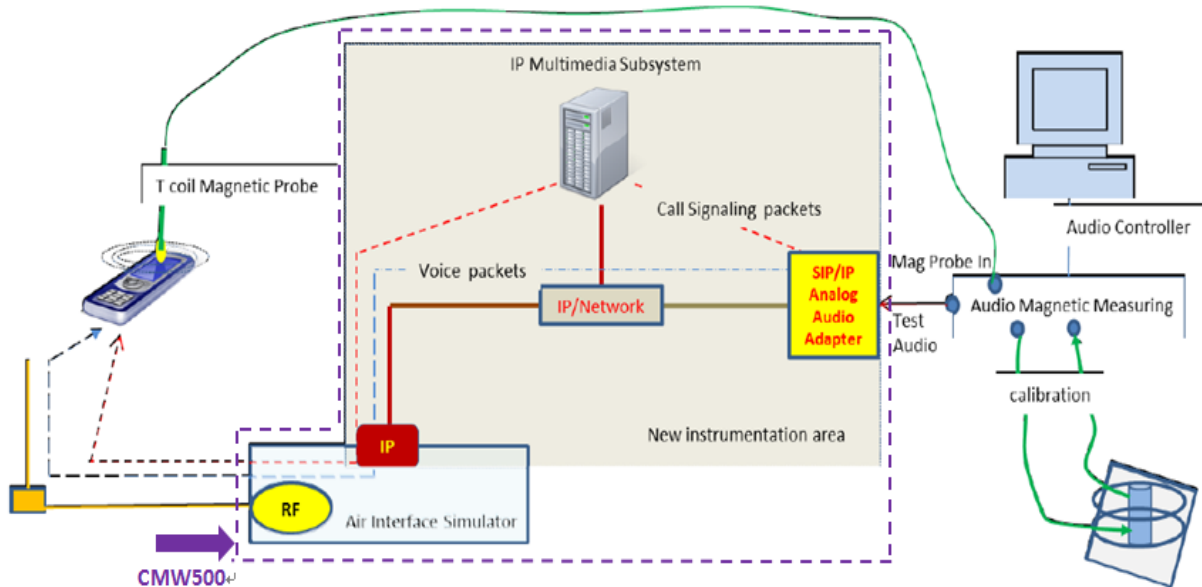 IP Multimedia Subsystem
T coil Magnetic Probe
Call Signaling packets
Audio Controller
Mag Probe In
Voice packets
SIP/IP
Analog
Audio
Adapter
IP/Network
Test
Audio
Audio Magnetic Measuring
calibration
IP
New instrumentation area
RF
Air Interface Simulator
CMW500